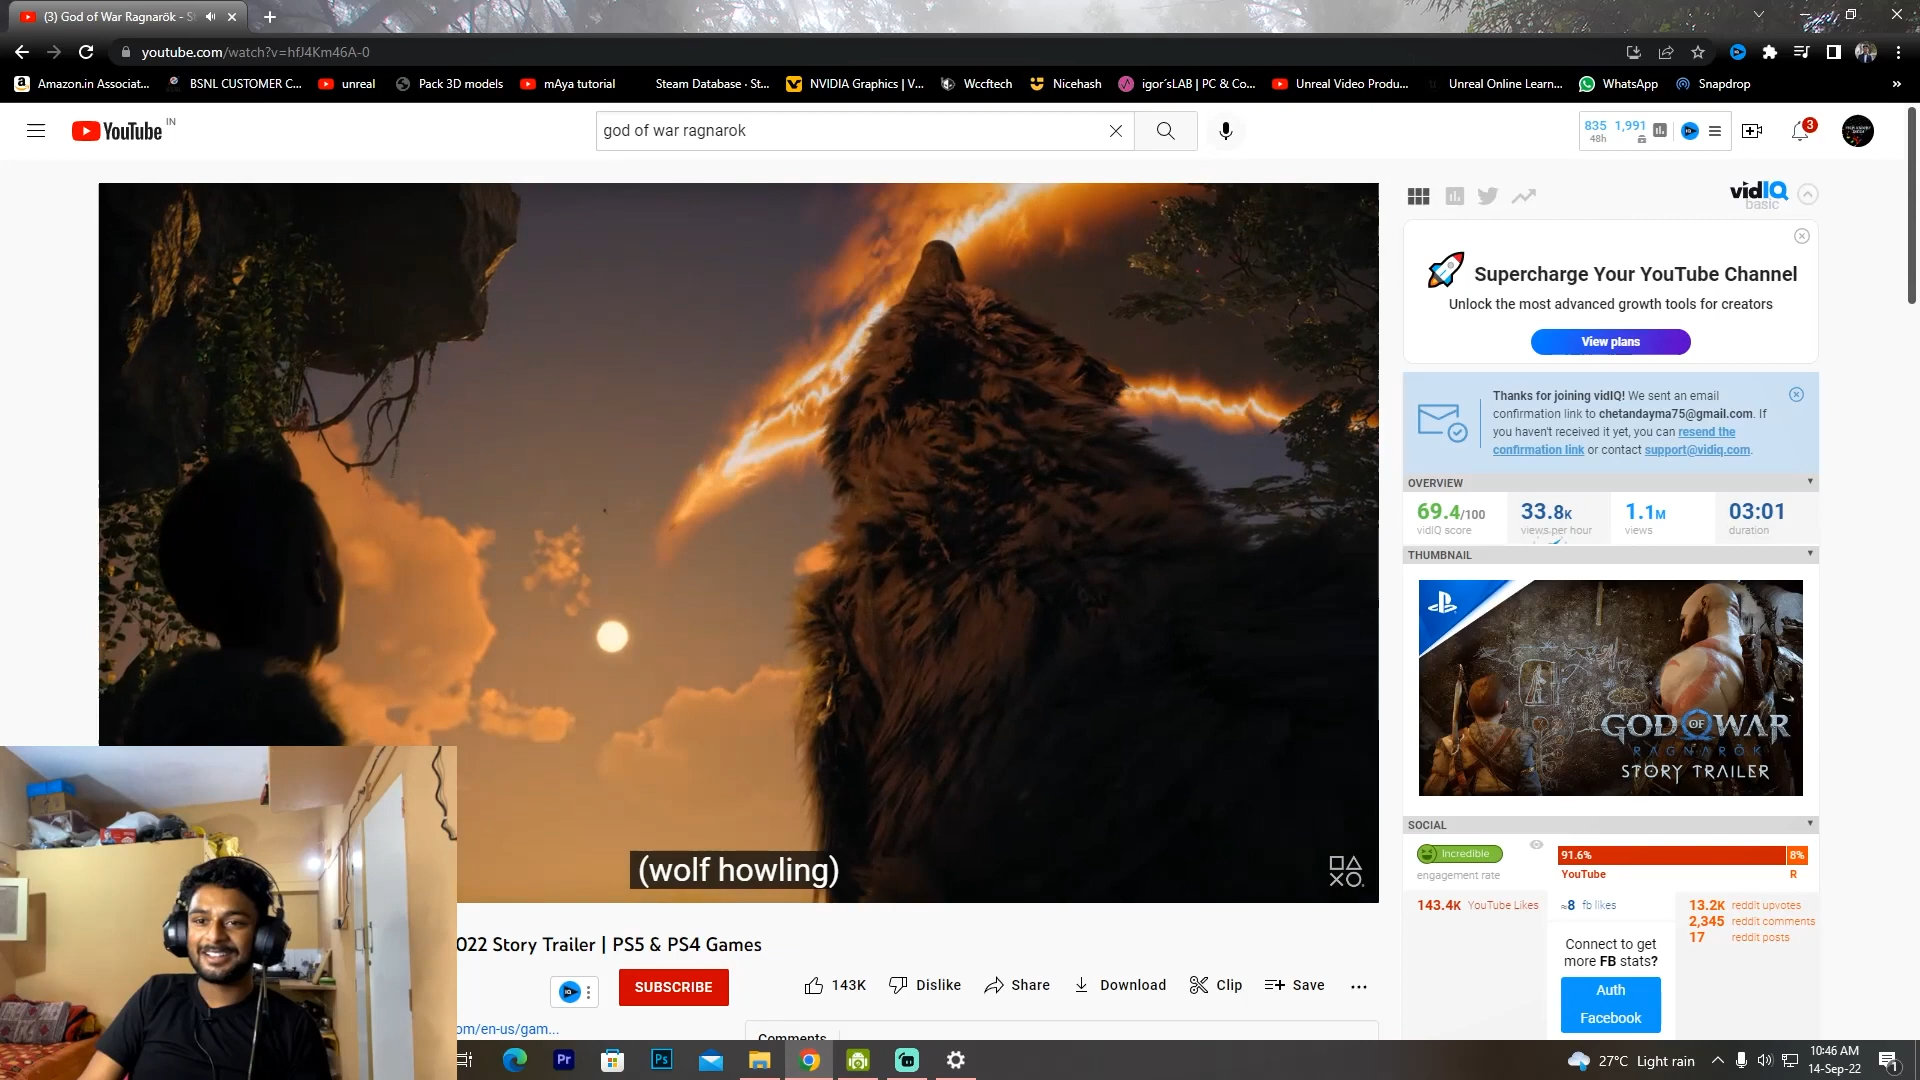 (3) God of War Ragnarök - St
youtube.com/watch?v=hfJ4Km46A-0
Amazon.in Associat...
BSNL CUSTOMER C...
unreal
Pack 3D models
mAya tutorial
Steam Database · St...
NVIDIA Graphics | V...
Wccftech
Nicehash
igor´sLAB | PC & Co...
Unreal Video Produ...
Unreal Online Learn...
WhatsApp
Snapdrop
»
YouTube IN
god of war ragnarok
835 1,991
48h
3
vidIQ
basic
Supercharge Your YouTube Channel
Unlock the most advanced growth tools for creators
View plans
Thanks for joining vidIQ! We sent an email
confirmation link to chetandayma75@gmail.com. If
you haven't received it yet, you can resend the
confirmation link or contact support@vidiq.com.
OVERVIEW
69.4/100
vidIQ score
33.8K
views per hour
1.1M
views
03:01
duration
THUMBNAIL
GOD OF WAR
RAGNARÖK
STORY TRAILER
(wolf howling)
SOCIAL
Incredible
engagement rate
91.6%
8%
YouTube
R
143.4K YouTube Likes
≈8 fb likes
13.2K reddit upvotes
2,345 reddit comments
17 reddit posts
Connect to get
more FB stats?
Auth
Facebook
022 Story Trailer | PS5 & PS4 Games
SUBSCRIBE
143K
Dislike
Share
Download
Clip
Save
om/en-us/gam...
Comments
Pr
Ps
27°C Light rain
10:46 AM
14-Sep-22
1